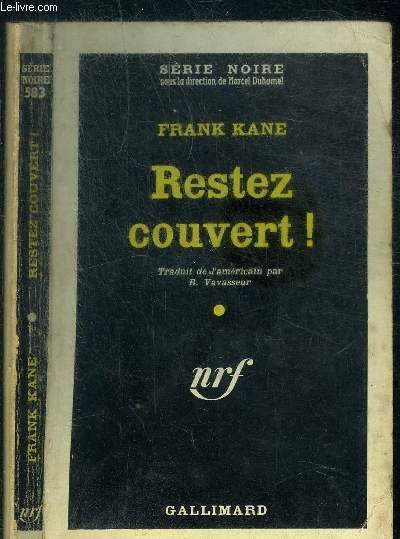 Le-livre.com
SÉRIE NOIRE
sous la direction de Marcel Duhamel
FRANK KANE
Restez
couvert !
Traduit de l'américain par
R. Vavasseur
nrf
GALLIMARD
SÉRIE
NOIRE
583
RESTEZ COUVERT !
FRANK KANE
nrf